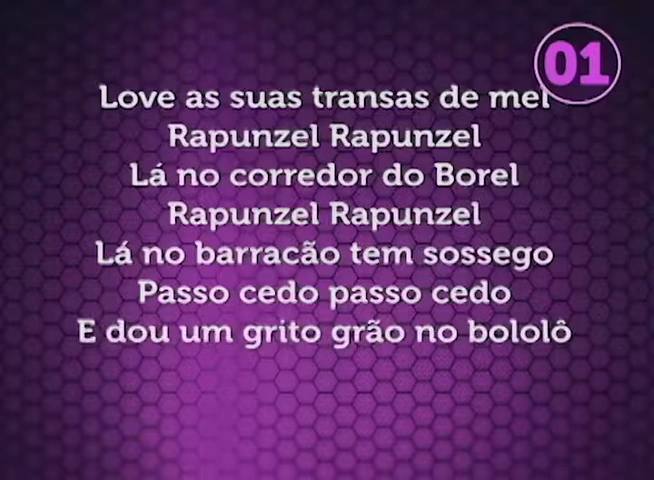 01
Love as suas transas de mel
Rapunzel Rapunzel
Lá no corredor do Borel
Rapunzel Rapunzel
Lá no barracão tem sossego
Passo cedo passo cedo
E dou um grito grão no bololô